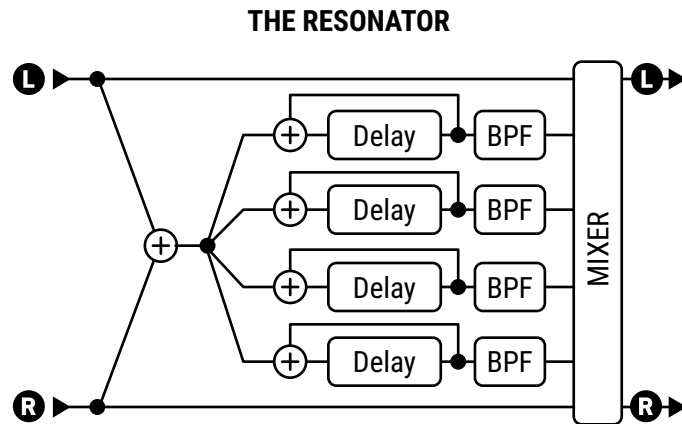 THE RESONATOR
L
L
Delay
BPF
Delay
BPF
Delay
BPF
Delay
BPF
MIXER
R
R